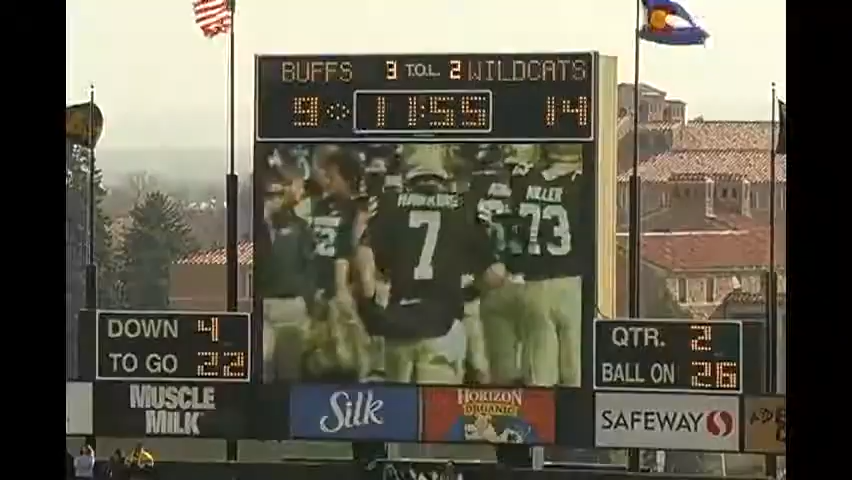 BUFFS 3 T.O.L. 2 WILDCATS
9 11:55 14
HAWKINS
7
MILLER
73
DOWN 4
TO GO 22
QTR. 2
BALL ON 26
MUSCLE
MILK
Silk
HORIZON
ORGANIC
SAFEWAY